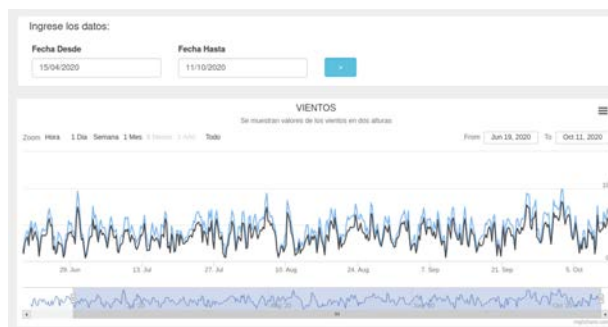 Ingrese los datos:
Fecha Desde Fecha Hasta
15/04/2020 11/10/2020
VIENTOS
Se muestran valores de los vientos en dos alturas
Zoom Hora 1 Dia Semana 1 Mes Todo From Jun 19, 2020 To Oct 11, 2020
29. Jun 13. Jul 27. Jul 10. Aug 24. Aug 7. Sep 21. Sep 5. Oct